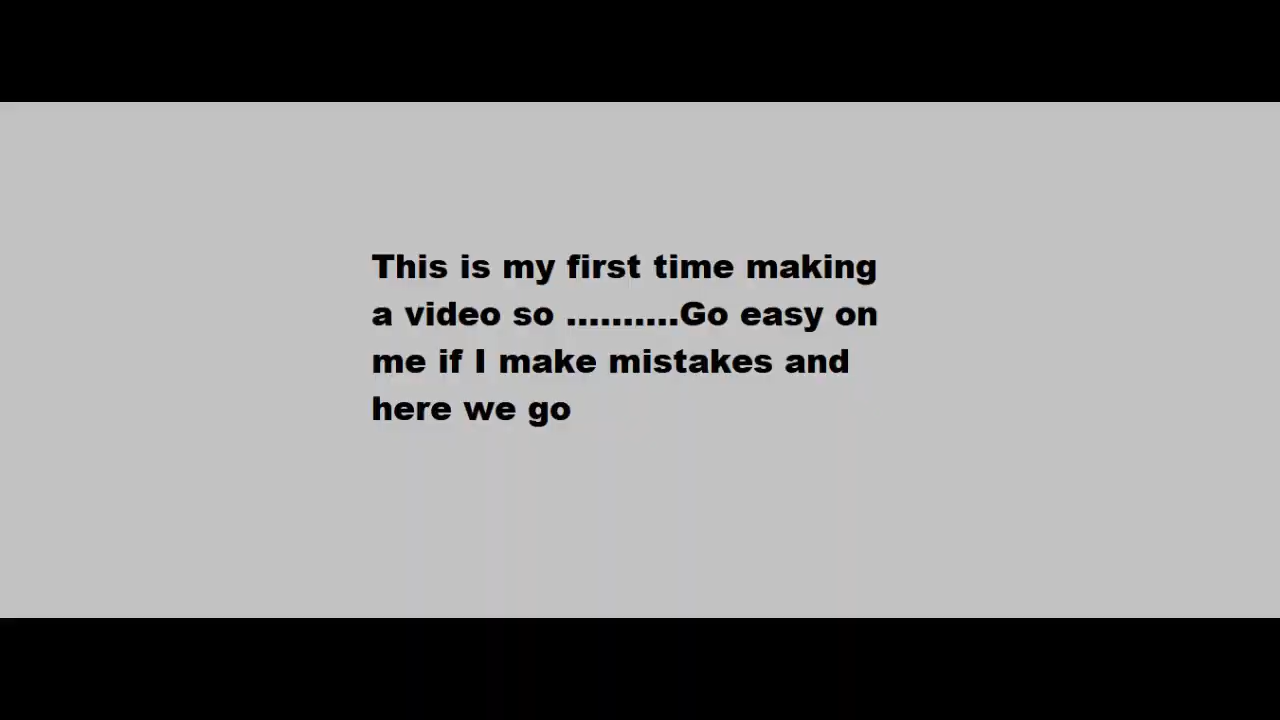 This is my first time making
a video so ..........Go easy on
me if I make mistakes and
here we go